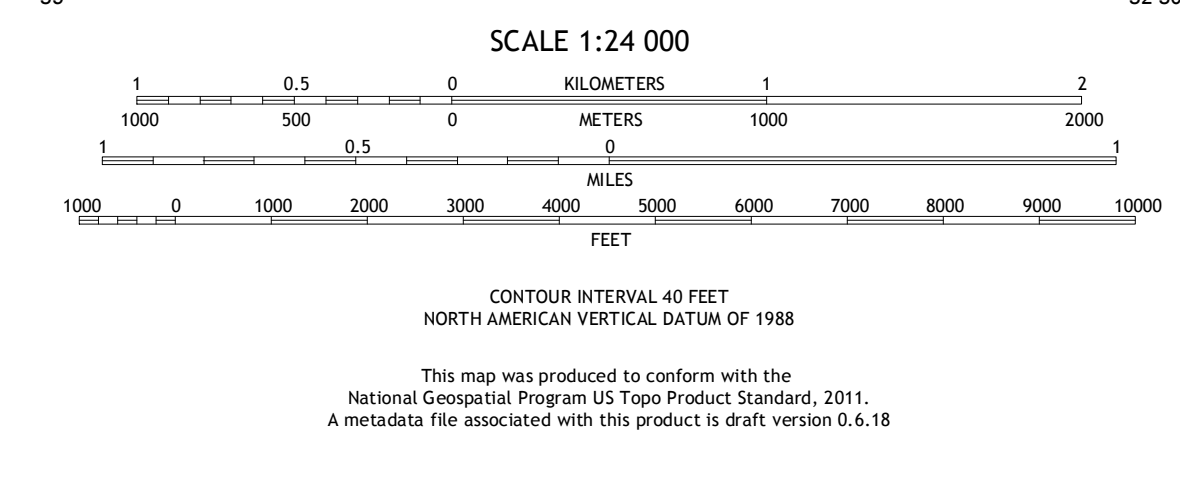 SCALE 1:24 000
1 0.5 0 KILOMETERS 1 2
1000 500 0 METERS 1000 2000
1 0.5 0 1
MILES
1000 0 1000 2000 3000 4000 5000 6000 7000 8000 9000 10000
FEET
CONTOUR INTERVAL 40 FEET
NORTH AMERICAN VERTICAL DATUM OF 1988
This map was produced to conform with the
National Geospatial Program US Topo Product Standard, 2011.
A metadata file associated with this product is draft version 0.6.18